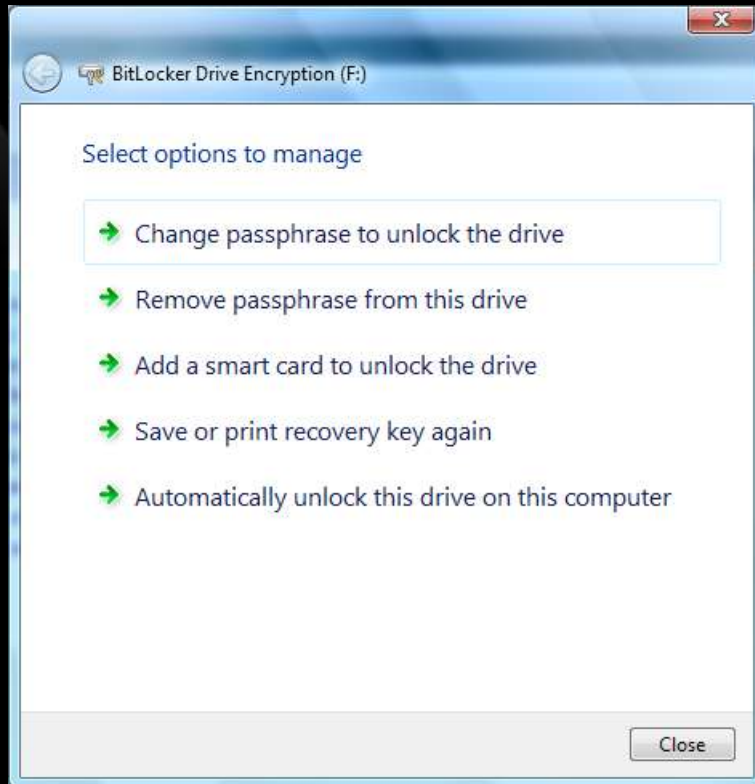 BitLocker Drive Encryption (F:)
Select options to manage
Change passphrase to unlock the drive
Remove passphrase from this drive
Add a smart card to unlock the drive
Save or print recovery key again
Automatically unlock this drive on this computer
Close